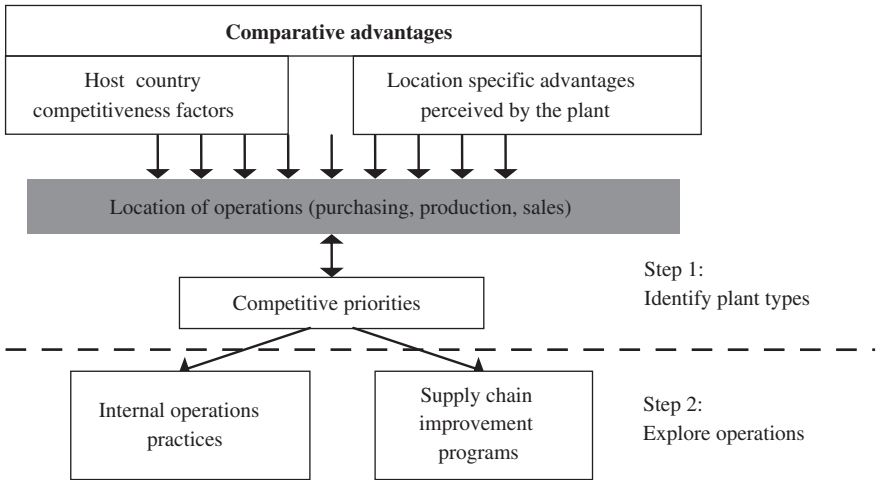 Comparative advantages
Host country
competitiveness factors
Location specific advantages
perceived by the plant
Location of operations (purchasing, production, sales)
Competitive priorities
Step 1:
Identify plant types
Internal operations
practices
Supply chain
improvement
programs
Step 2:
Explore operations